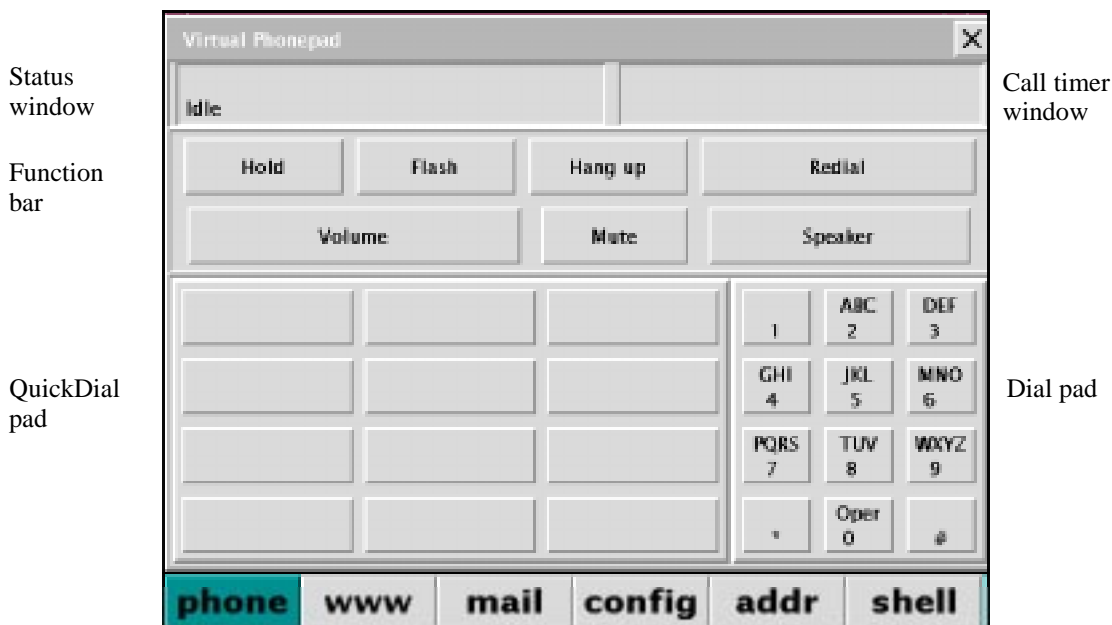 Virtual Phonepad
Status
window
Idle
Call timer
window
Function
bar
Hold Flash Hang up Redial
Volume Mute Speaker
QuickDial
pad
Dial pad
1 ABC 2 DEF 3
GHI 4 JKL 5 MNO 6
PQRS 7 TUV 8 WXYZ 9
* Oper 0 #
phone www mail config addr shell